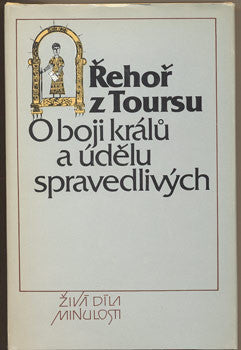 Řehoř
z Toursu
O boji králů
a údělu
spravedlivých
ŽIVÁ DÍLA
MINULOSTI